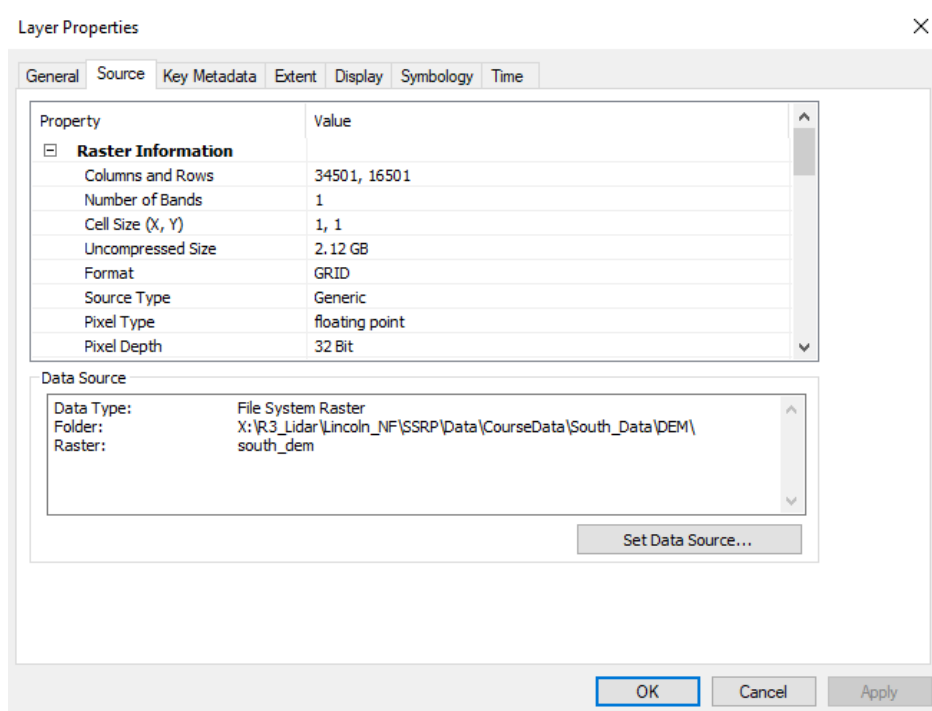 Layer Properties
General Source Key Metadata Extent Display Symbology Time
Property Value
Raster Information
Columns and Rows 34501, 16501
Number of Bands 1
Cell Size (X, Y) 1, 1
Uncompressed Size 2.12 GB
Format GRID
Source Type Generic
Pixel Type floating point
Pixel Depth 32 Bit
Data Source
Data Type: File System Raster
Folder: X:\R3_Lidar\Lincoln_NF\SSRP\Data\CourseData\South_Data\DEM\
Raster: south_dem
Set Data Source...
OK Cancel Apply